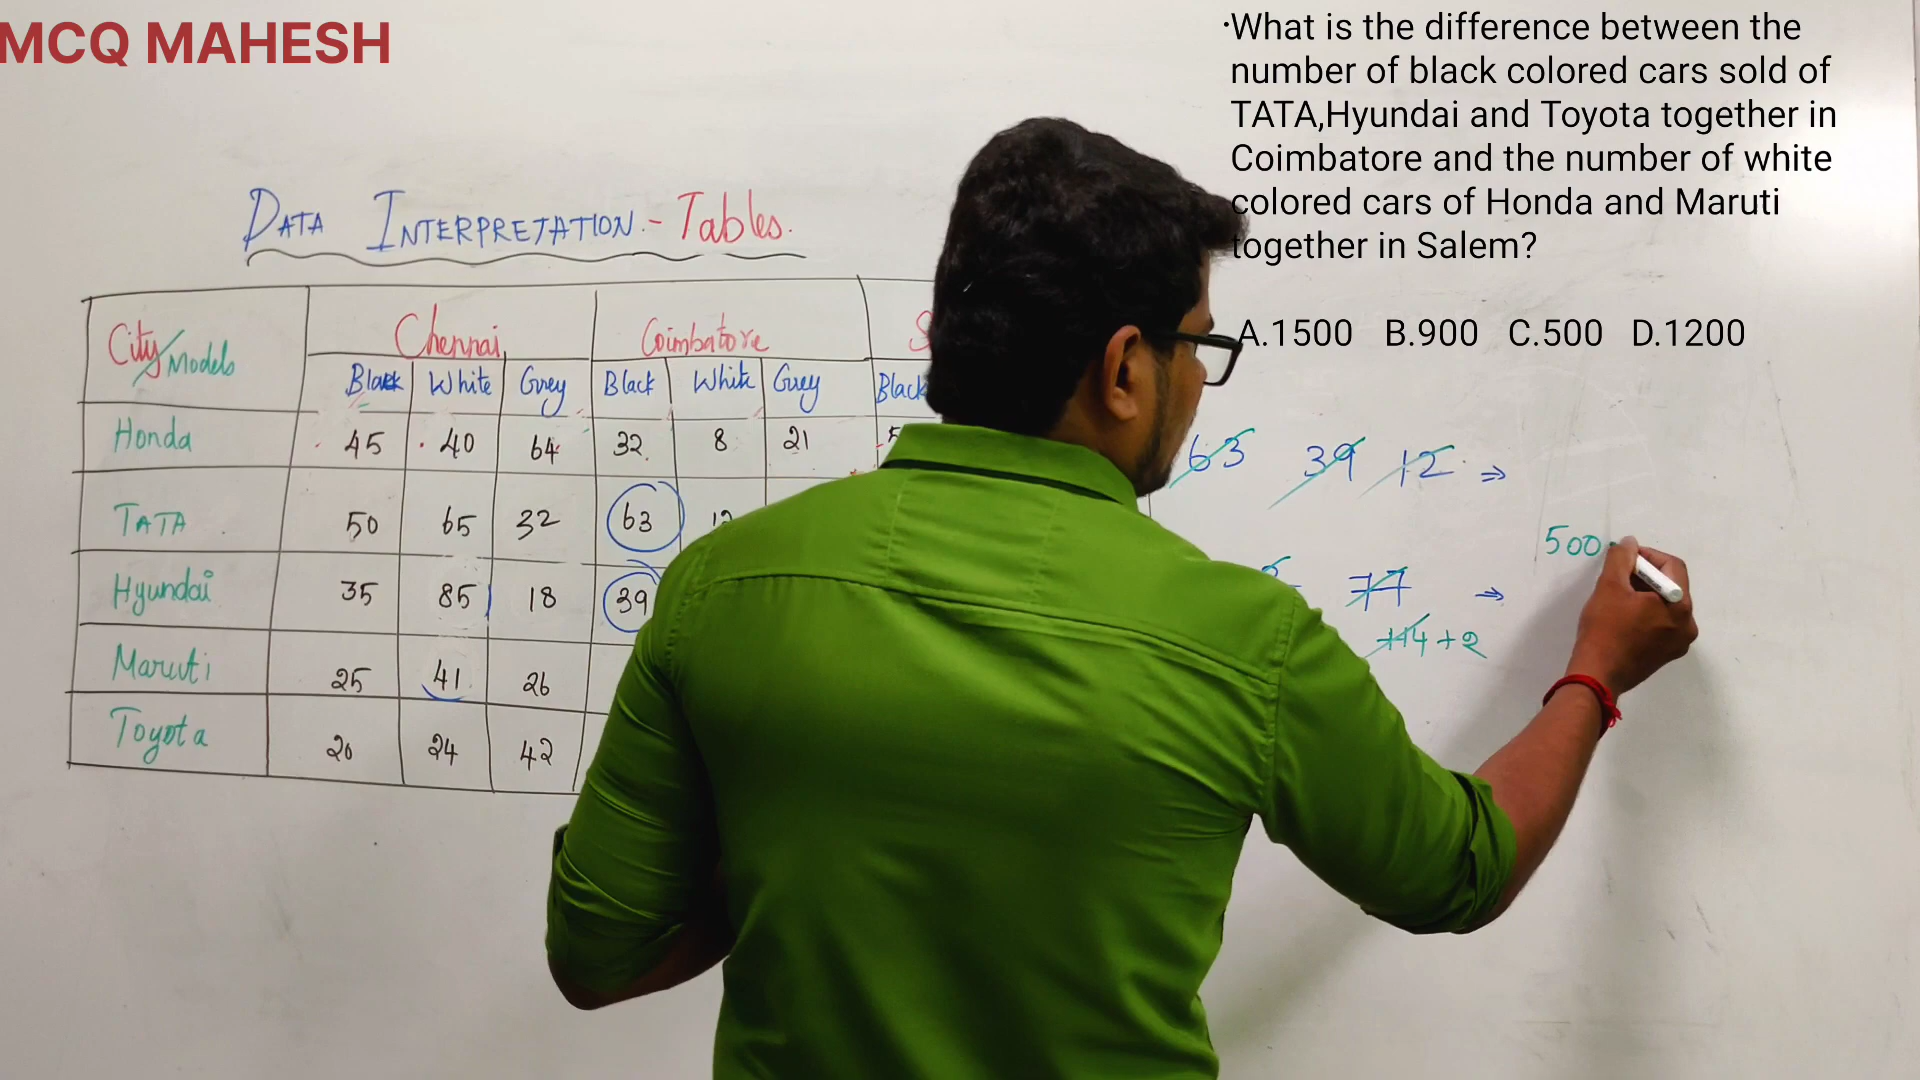 MCQ MAHESH
·What is the difference between the
number of black colored cars sold of
TATA,Hyundai and Toyota together in
Coimbatore and the number of white
colored cars of Honda and Maruti
together in Salem?
A.1500 B.900 C.500 D.1200
DATA INTERPRETATION - Tables.
City/Models Chennai Coimbatore S
Black White Grey Black White Grey Black
Honda 45 40 64 32 8 21
TATA 50 65 32 63
Hyundai 35 85 18 39
Maruti 25 41 26
Toyota 20 24 42
63 39 12 ⇒
77 ⇒
114+2
500